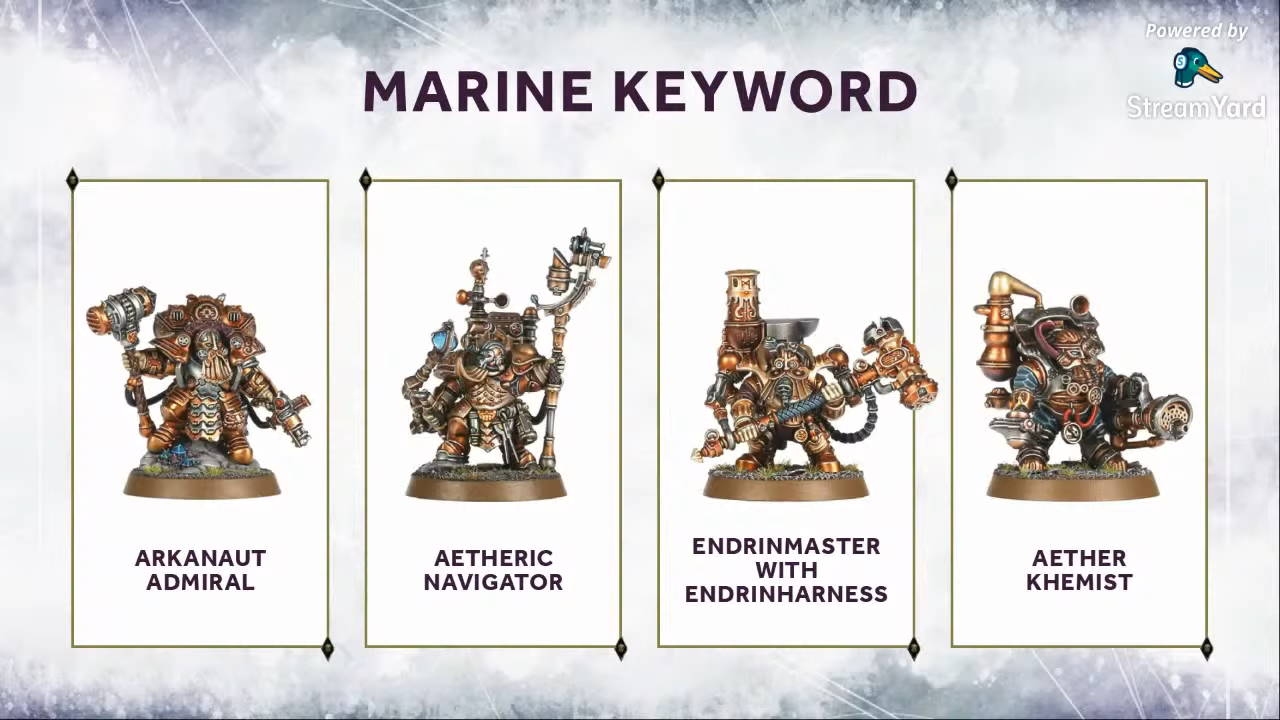 Powered by
StreamYard
MARINE KEYWORD
ARKANAUT
ADMIRAL
AETHERIC
NAVIGATOR
ENDRINMASTER
WITH
ENDRINHARNESS
AETHER
KHEMIST